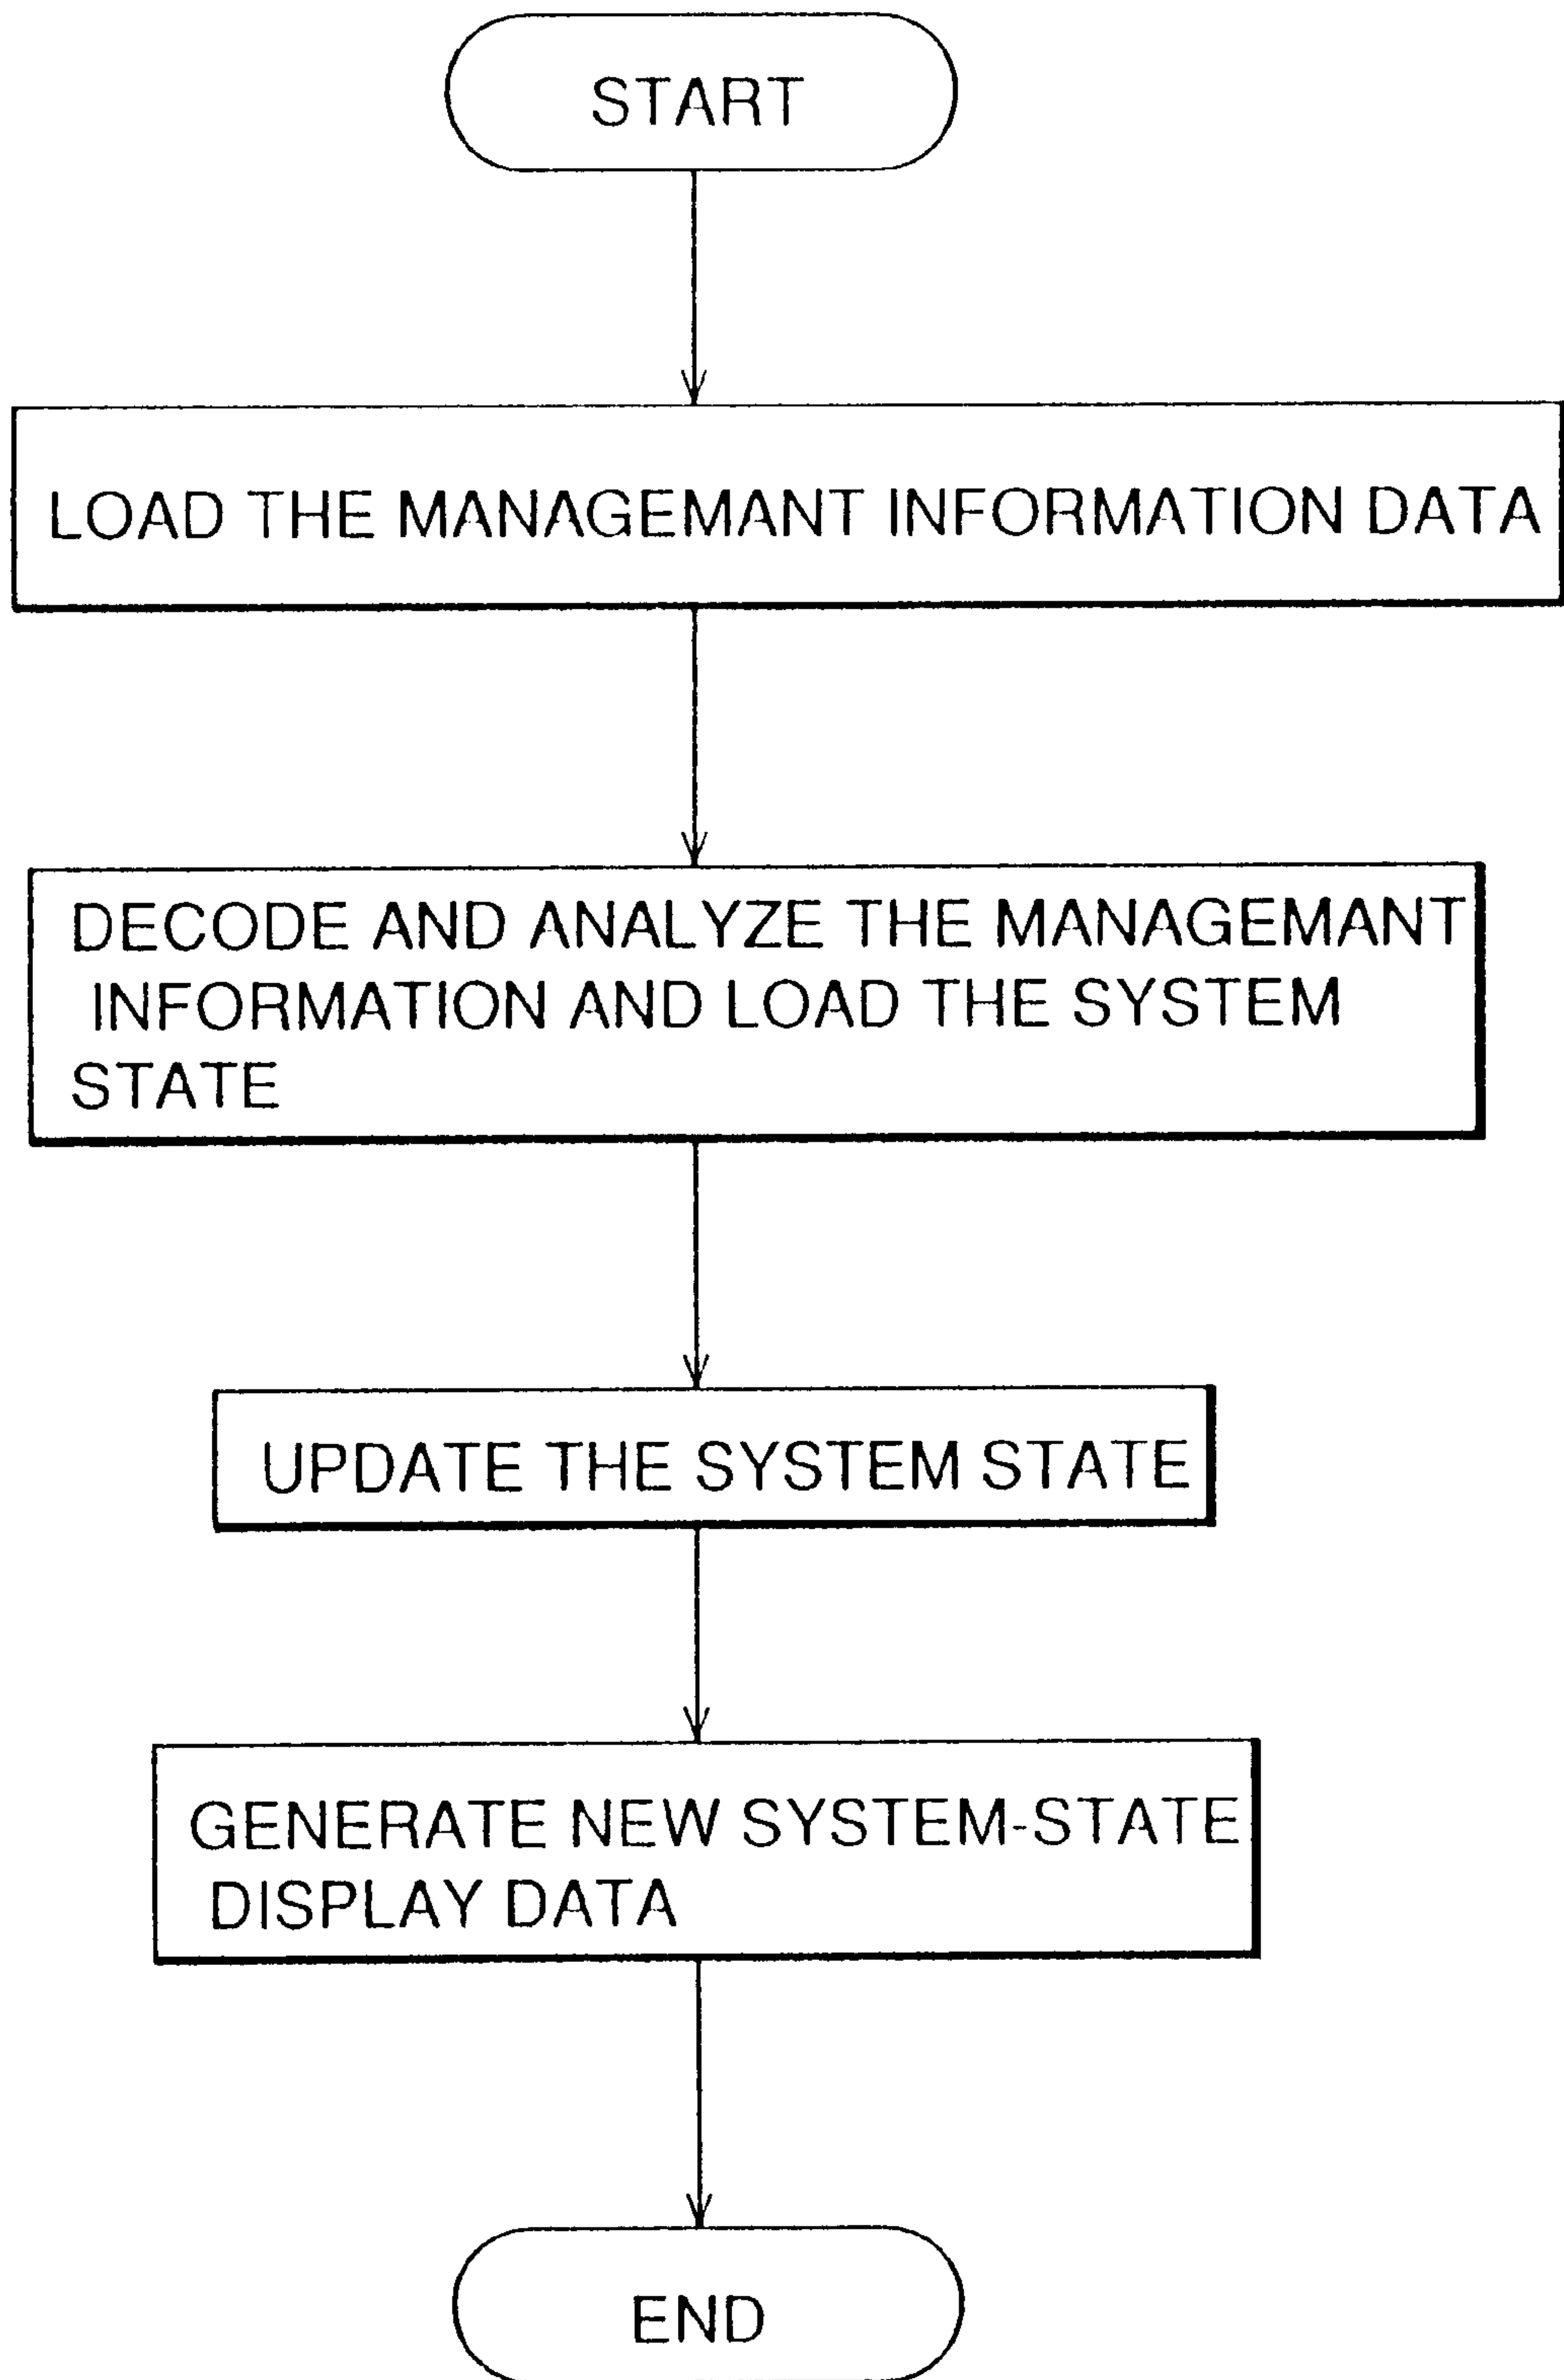 START
LOAD THE MANAGEMANT INFORMATION DATA
DECODE AND ANALYZE THE MANAGEMANT
INFORMATION AND LOAD THE SYSTEM
STATE
UPDATE THE SYSTEM STATE
GENERATE NEW SYSTEM-STATE
DISPLAY DATA
END